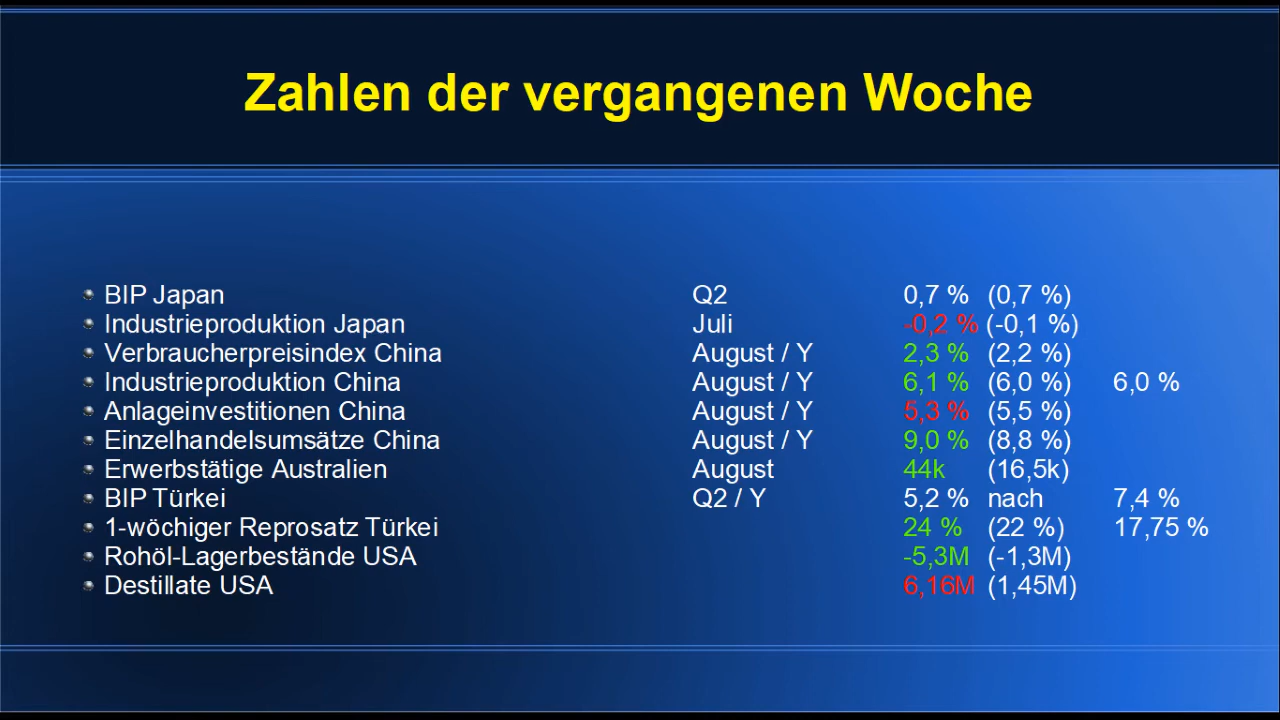 Zahlen der vergangenen Woche
BIP Japan Q2 0,7 % (0,7 %)
Industrieproduktion Japan Juli -0,2 % (-0,1 %)
Verbraucherpreisindex China August / Y 2,3 % (2,2 %)
Industrieproduktion China August / Y 6,1 % (6,0 %) 6,0 %
Anlageinvestitionen China August / Y 5,3 % (5,5 %)
Einzelhandelsumsätze China August / Y 9,0 % (8,8 %)
Erwerbstätige Australien August 44k (16,5k)
BIP Türkei Q2 / Y 5,2 % nach 7,4 %
1-wöchiger Reprosatz Türkei 24 % (22 %) 17,75 %
Rohöl-Lagerbestände USA -5,3M (-1,3M)
Destillate USA 6,16M (1,45M)